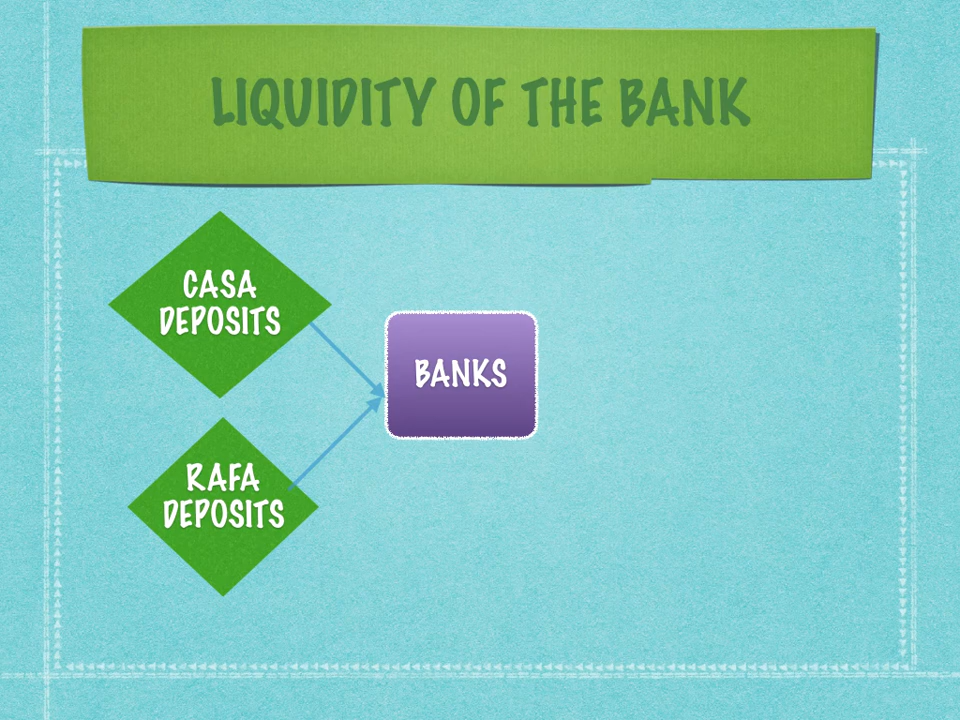 LIQUIDITY OF THE BANK
CASA
DEPOSITS
BANKS
RAFA
DEPOSITS